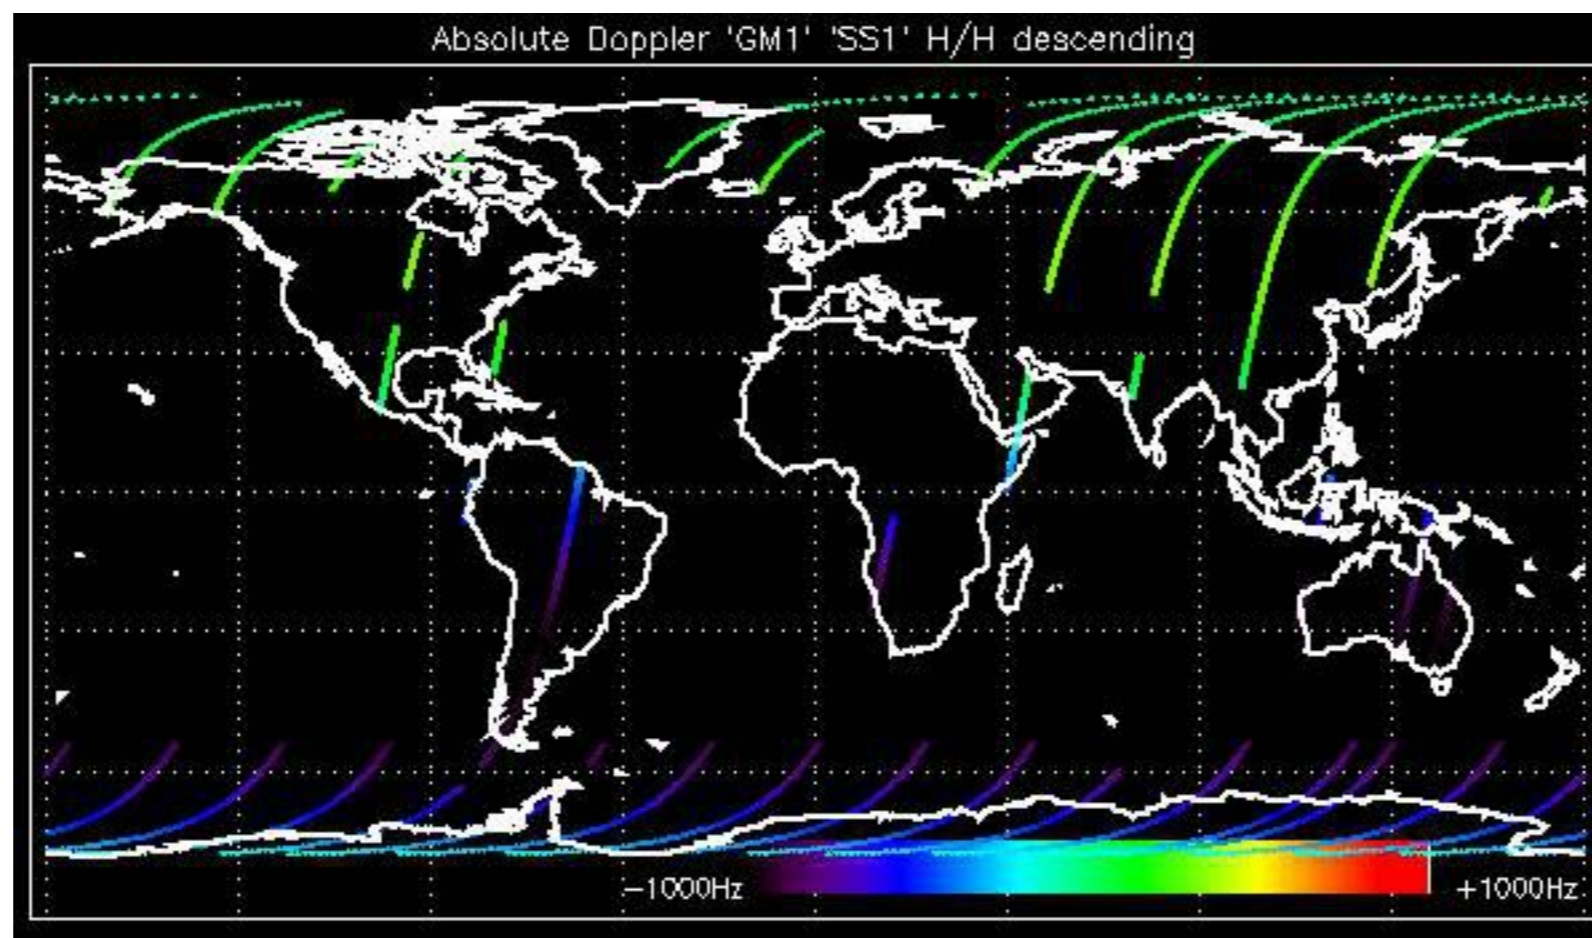 Absolute Doppler 'GM1' 'SS1' H/H descending
−1000Hz
+1000Hz